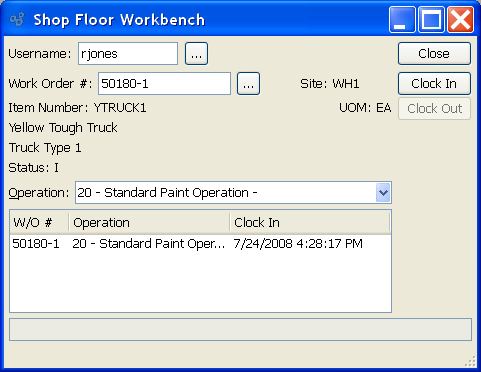 Shop Floor Workbench
Username: rjones ... Close
Work Order #: 50180-1 ... Site: WH1 Clock In
Item Number: YTRUCK1 UOM: EA Clock Out
Yellow Tough Truck
Truck Type 1
Status: I
Operation: 20 - Standard Paint Operation -
W/O # Operation Clock In
50180-1 20 - Standard Paint Oper... 7/24/2008 4:28:17 PM